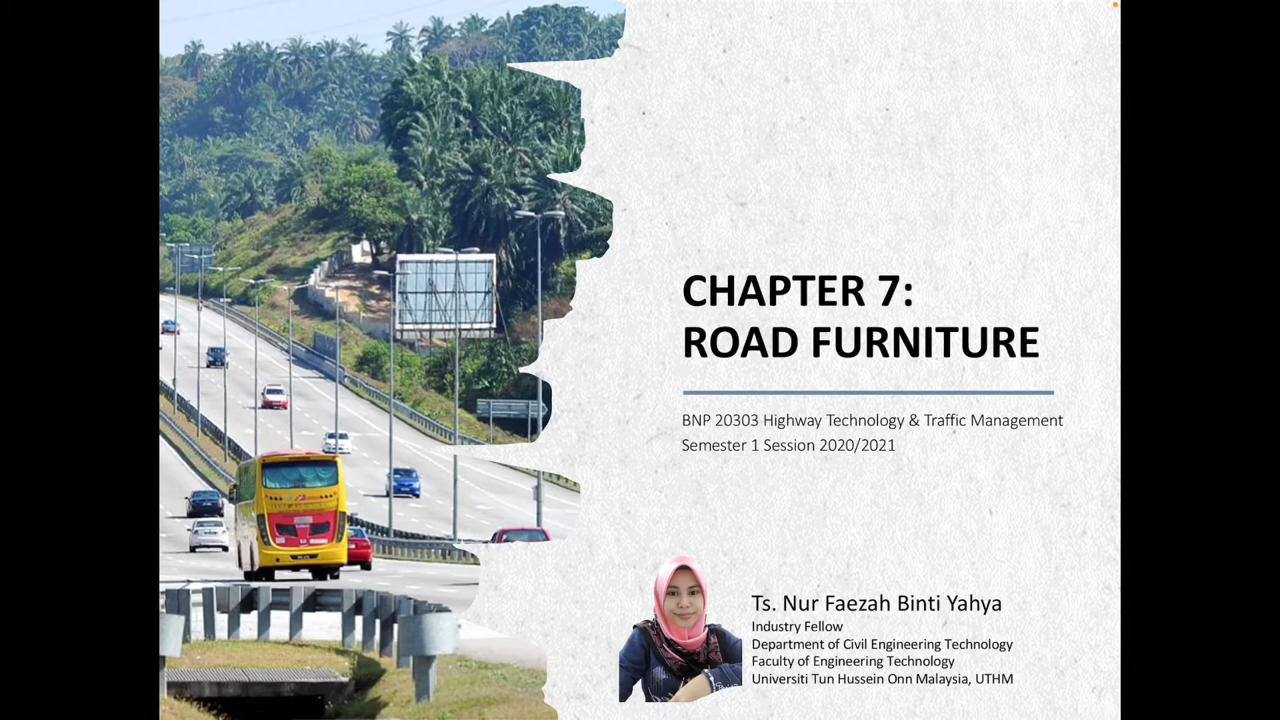 CHAPTER 7:
ROAD FURNITURE
BNP 20303 Highway Technology & Traffic Management
Semester 1 Session 2020/2021
Ts. Nur Faezah Binti Yahya
Industry Fellow
Department of Civil Engineering Technology
Faculty of Engineering Technology
Universiti Tun Hussein Onn Malaysia, UTHM